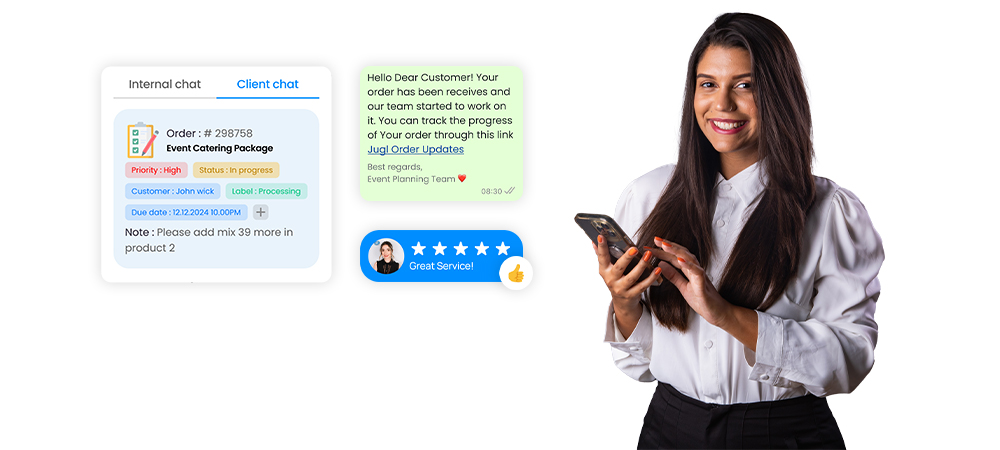 Internal chat
Client chat
Order : # 298758
Event Catering Package
Priority : High
Status : In progress
Customer : John wick
Label : Processing
Due date : 12.12.2024 10.00PM
Note : Please add mix 39 more in
product 2
Hello Dear Customer! Your
order has been receives and
our team started to work on
it. You can track the progress
of Your order through this link
Jugl Order Updates
Best regards,
Event Planning Team ❤️
08:30
Great Service!